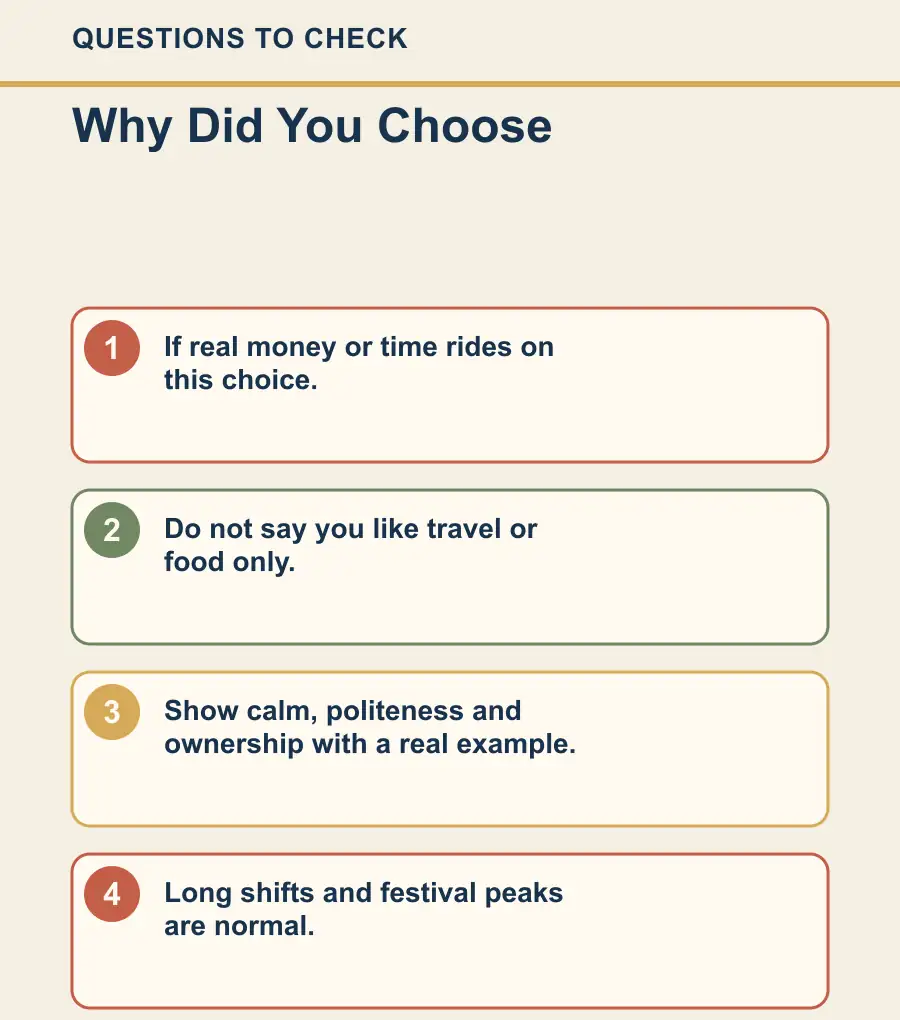 QUESTIONS TO CHECK
Why Did You Choose
1
If real money or time rides on
this choice.
2
Do not say you like travel or
food only.
3
Show calm, politeness and
ownership with a real example.
4
Long shifts and festival peaks
are normal.